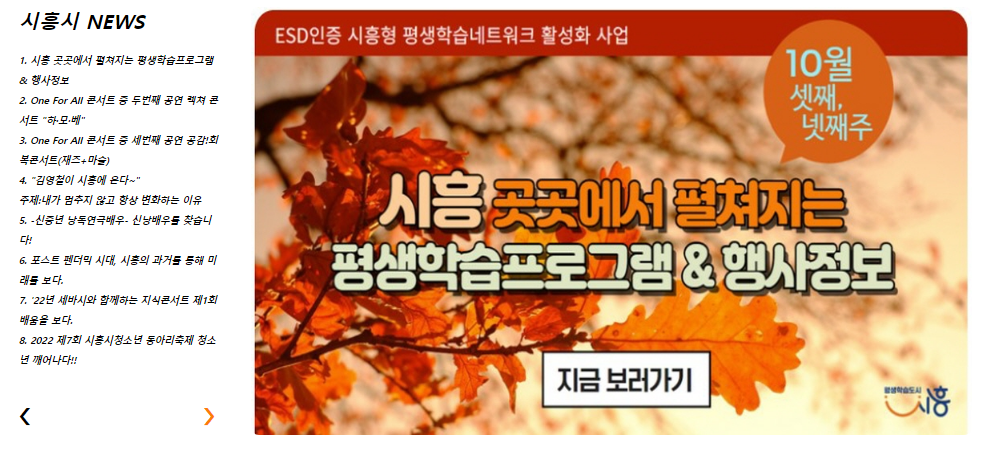 시흥시 NEWS
1. 시흥 곳곳에서 펼쳐지는 평생학습프로그램
& 행사정보
2. One For All 콘서트 중 두번째 공연 렉쳐 콘
서트 "하·모·베"
3. One For All 콘서트 중 세번째 공연 공감!회
복콘서트(재즈+마술)
4. "김영철이 시흥에 온다~"
주제:내가 멈추지 않고 항상 변화하는 이유
5. -신중년 낭독연극배우- 신낭배우를 찾습니
다!
6. 포스트 펜더믹 시대, 시흥의 과거를 통해 미
래를 보다.
7. '22년 세바시와 함께하는 지식콘서트 제1회
배움을 보다.
8. 2022 제7회 시흥시청소년 동아리축제 청소
년 깨어나다!!
ESD인증 시흥형 평생학습네트워크 활성화 사업
10월
셋째,
넷째주
시흥 곳곳에서 펼쳐지는
평생학습프로그램 & 행사정보
지금 보러가기
평생학습도시
시흥